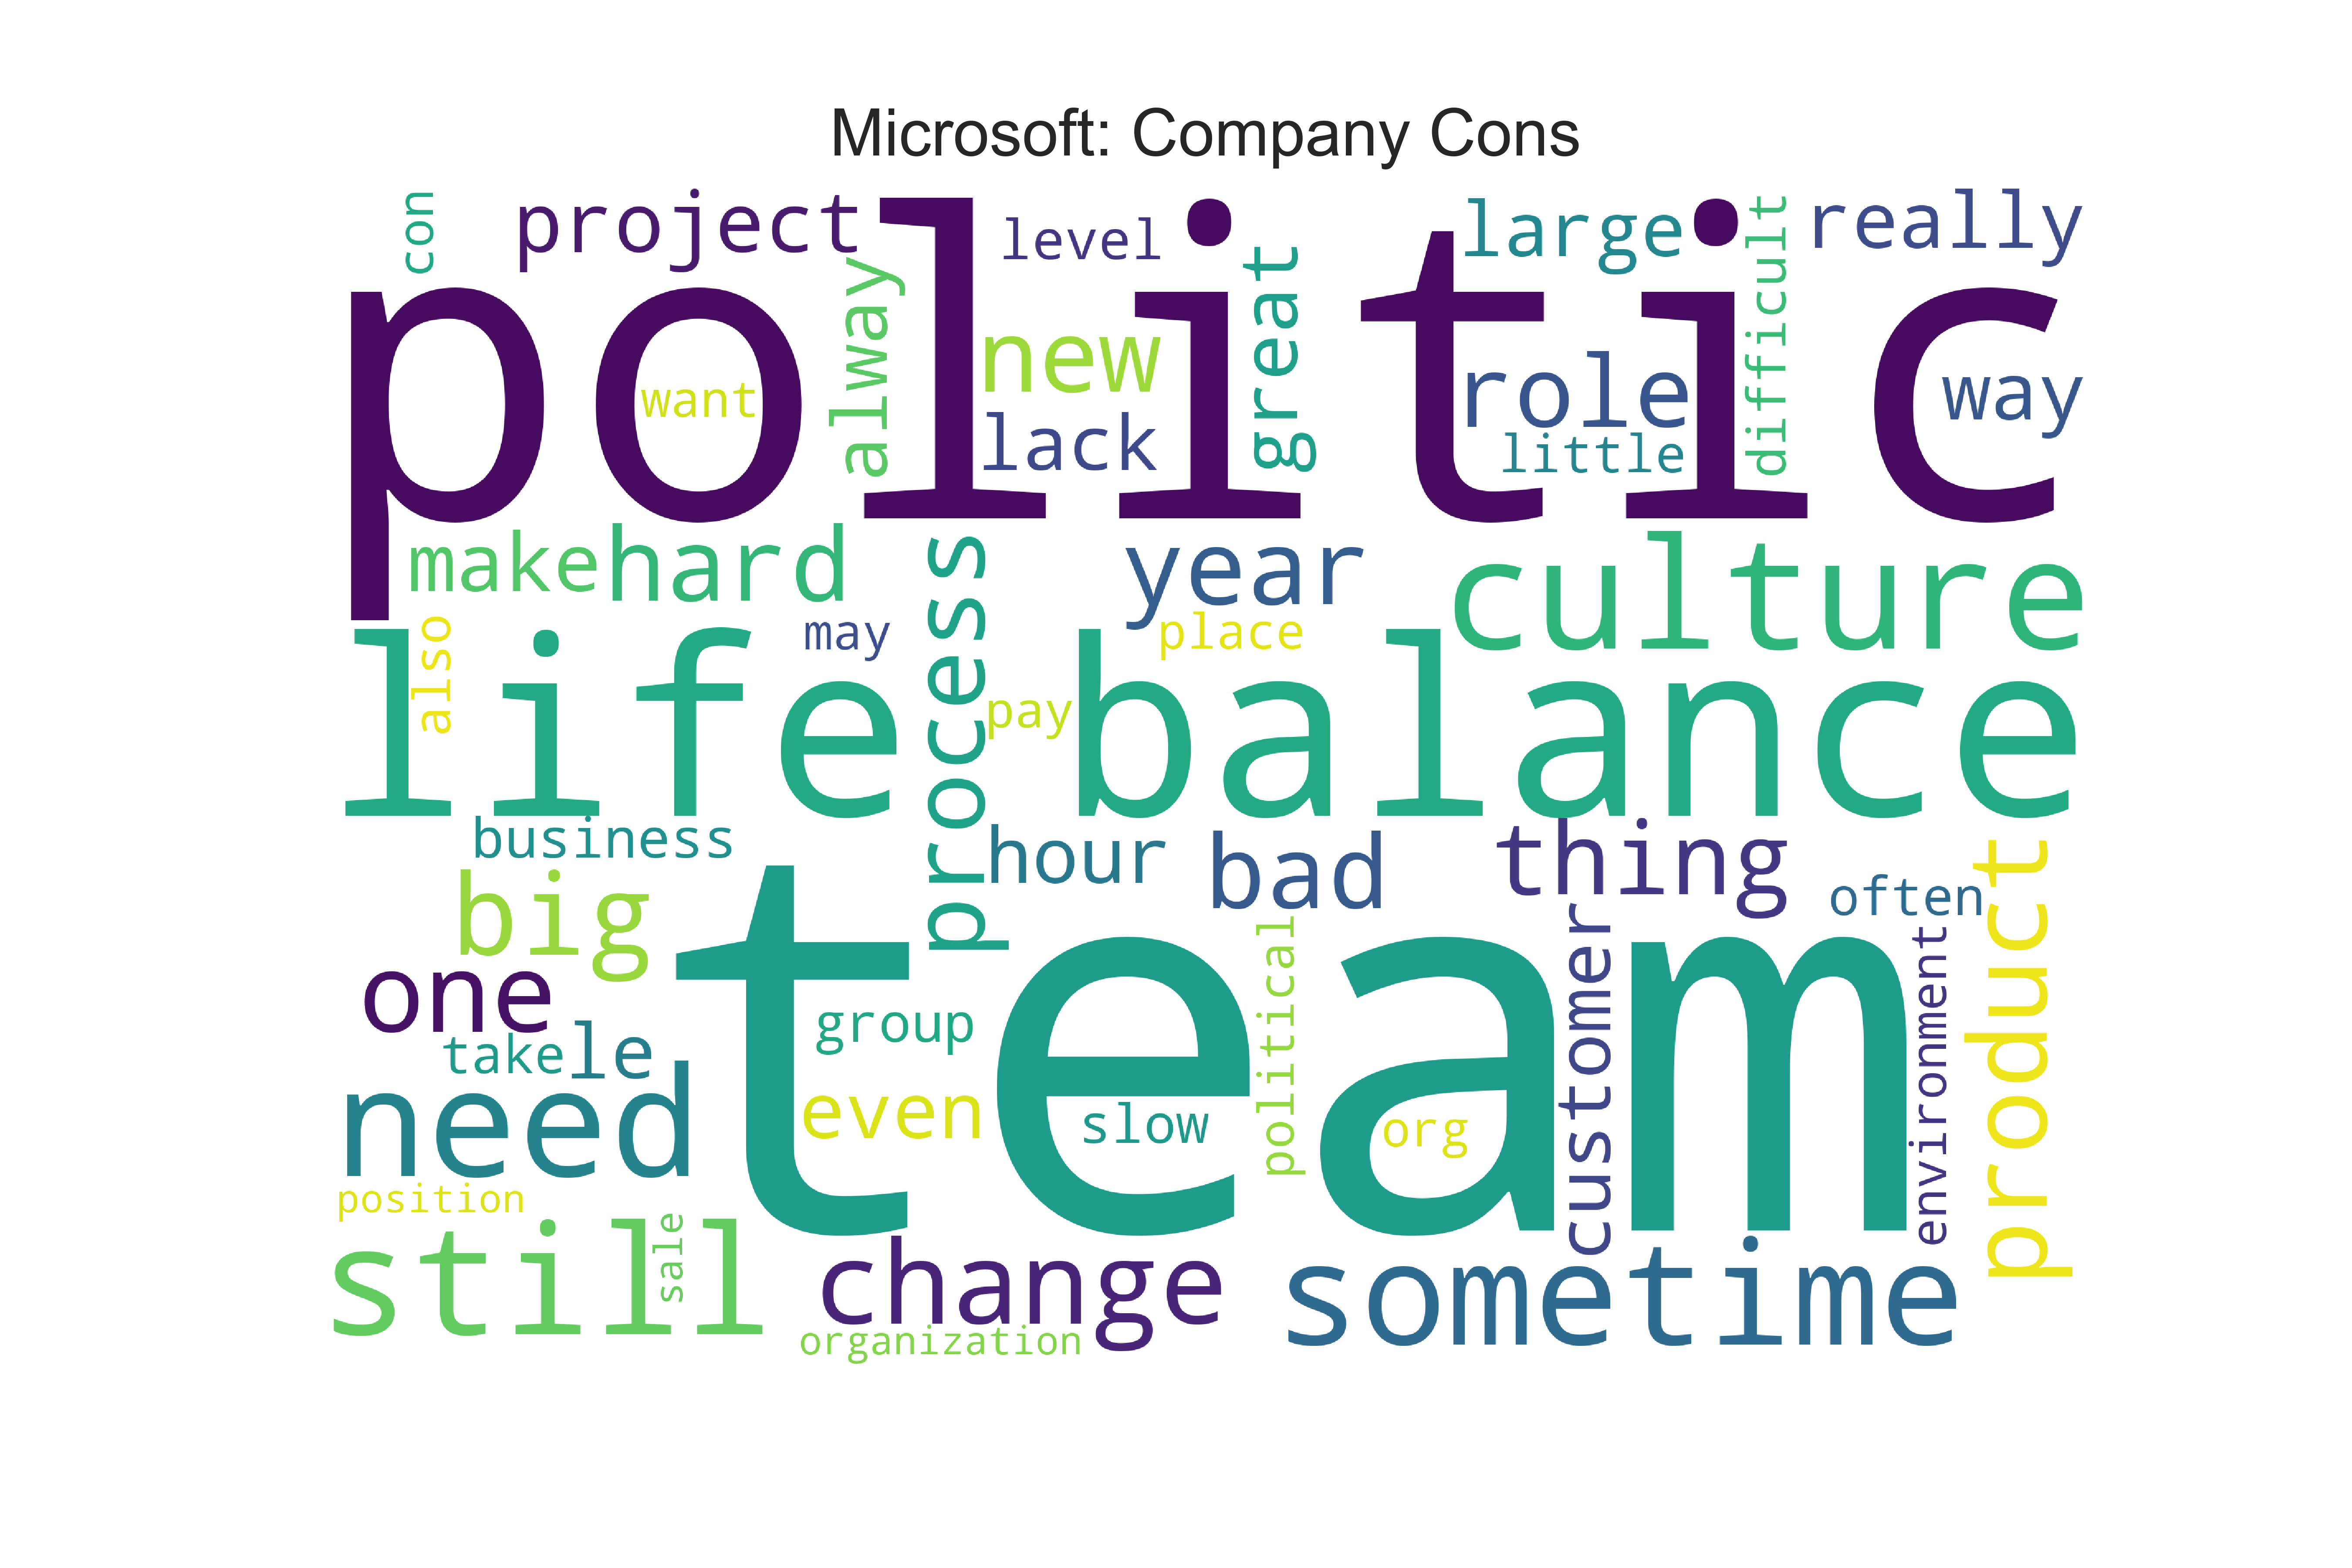 Microsoft: Company Cons
con
project
level
large
really
politic
alway
great
difficult
new
want
role
way
lack
little
make
hard
process
year
culture
also
may
place
life balance
pay
business
hour
bad
thing
often
product
big
team
customer
political
environment
one
group
take
le
need
even
slow
org
position
still
sale
change
sometime
organization